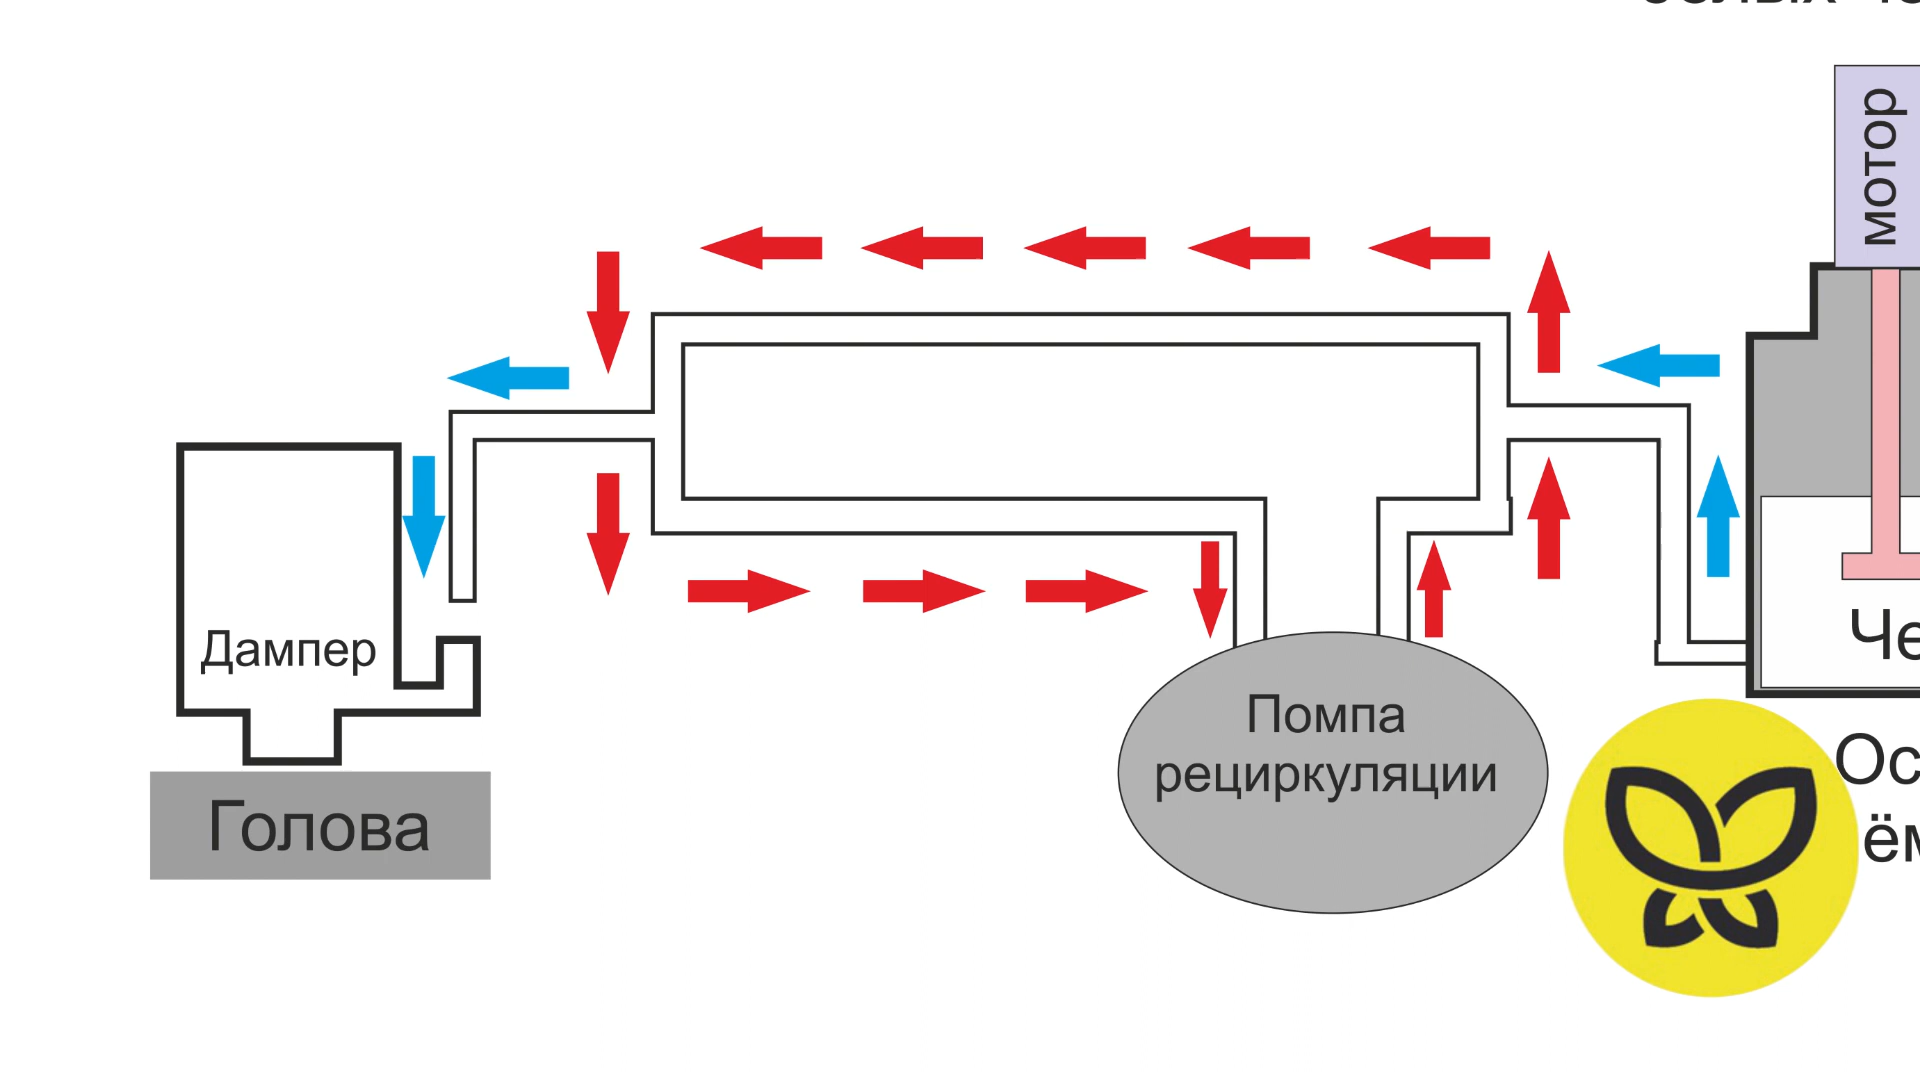 мотор
Дампер
Голова
Помпа
рециркуляции